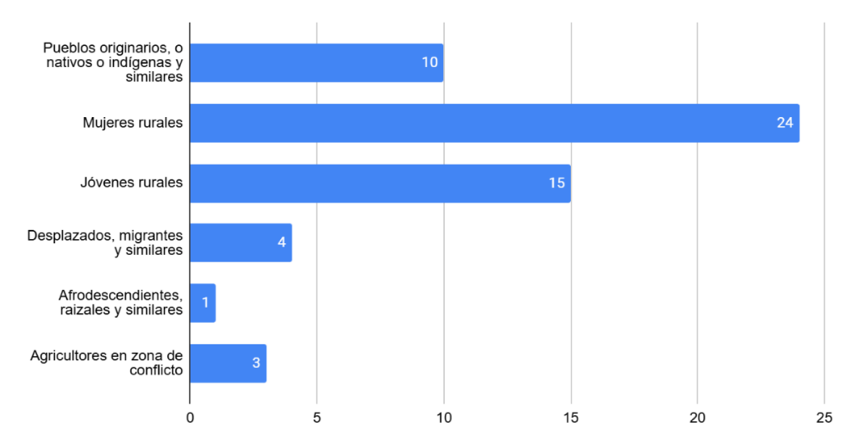 Pueblos originarios, o
nativos o indígenas y
similares
10
Mujeres rurales
24
Jóvenes rurales
15
Desplazados, migrantes
y similares
4
Afrodescendientes,
raizales y similares
1
Agricultores en zona de
conflicto
3
0 5 10 15 20 25